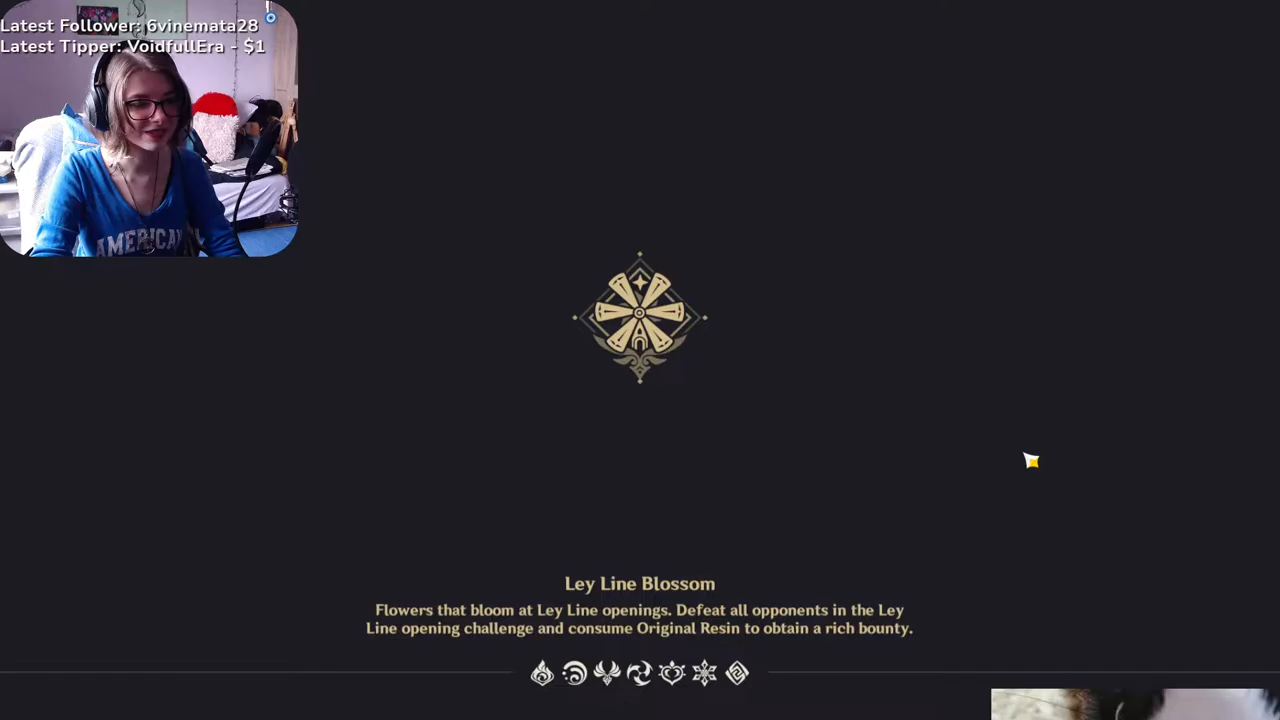 Latest Follower: 6vinemata28
Latest Tipper: VoidfullEra - $1
AMERICA
Ley Line Blossom
Flowers that bloom at Ley Line openings. Defeat all opponents in the Ley
Line opening challenge and consume Original Resin to obtain a rich bounty.